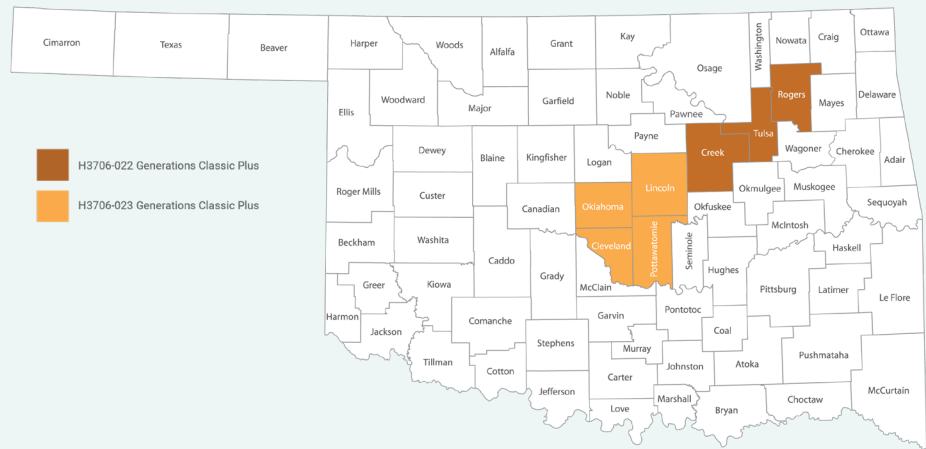 Cimarron
Texas
Beaver
Harper
Woods
Alfalfa
Grant
Kay
Osage
Washington
Nowata
Craig
Ottawa
Ellis
Woodward
Major
Garfield
Noble
Pawnee
Rogers
Mayes
Delaware
H3706-022 Generations Classic Plus
H3706-023 Generations Classic Plus
Dewey
Blaine
Kingfisher
Logan
Payne
Creek
Tulsa
Wagoner
Cherokee
Adair
Roger Mills
Custer
Canadian
Oklahoma
Lincoln
Okfuskee
Okmulgee
Muskogee
Sequoyah
Beckham
Washita
Caddo
Grady
Cleveland
McClain
Pottawatomie
Seminole
Hughes
McIntosh
Haskell
Pittsburg
Latimer
Le Flore
Greer
Kiowa
Harmon
Jackson
Comanche
Garvin
Pontotoc
Coal
Tillman
Cotton
Stephens
Murray
Carter
Johnston
Atoka
Pushmataha
McCurtain
Jefferson
Love
Marshall
Bryan
Choctaw